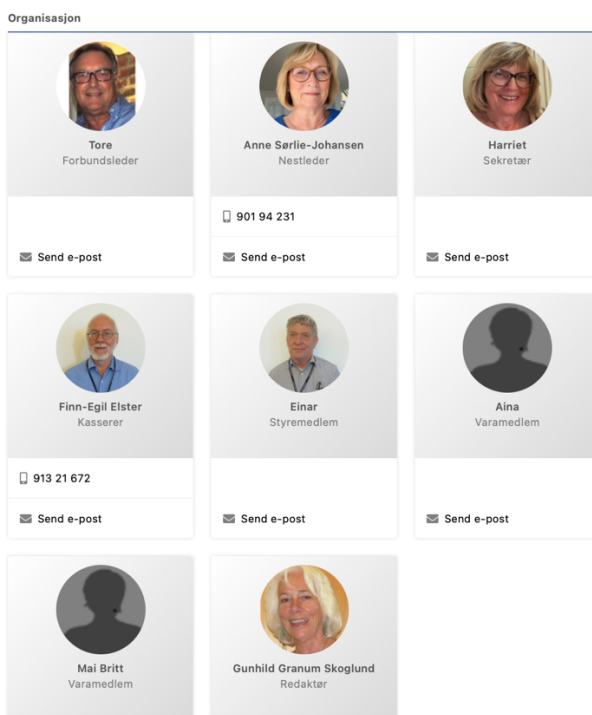 Organisasjon
Tore
Forbundsleder
Send e-post
Anne Sørlie-Johansen
Nestleder
901 94 231
Send e-post
Harriet
Sekretær
Send e-post
Finn-Egil Elster
Kasserer
913 21 672
Send e-post
Einar
Styremedlem
Send e-post
Aina
Varamedlem
Send e-post
Mai Britt
Varamedlem
Gunhild Granum Skoglund
Redaktør